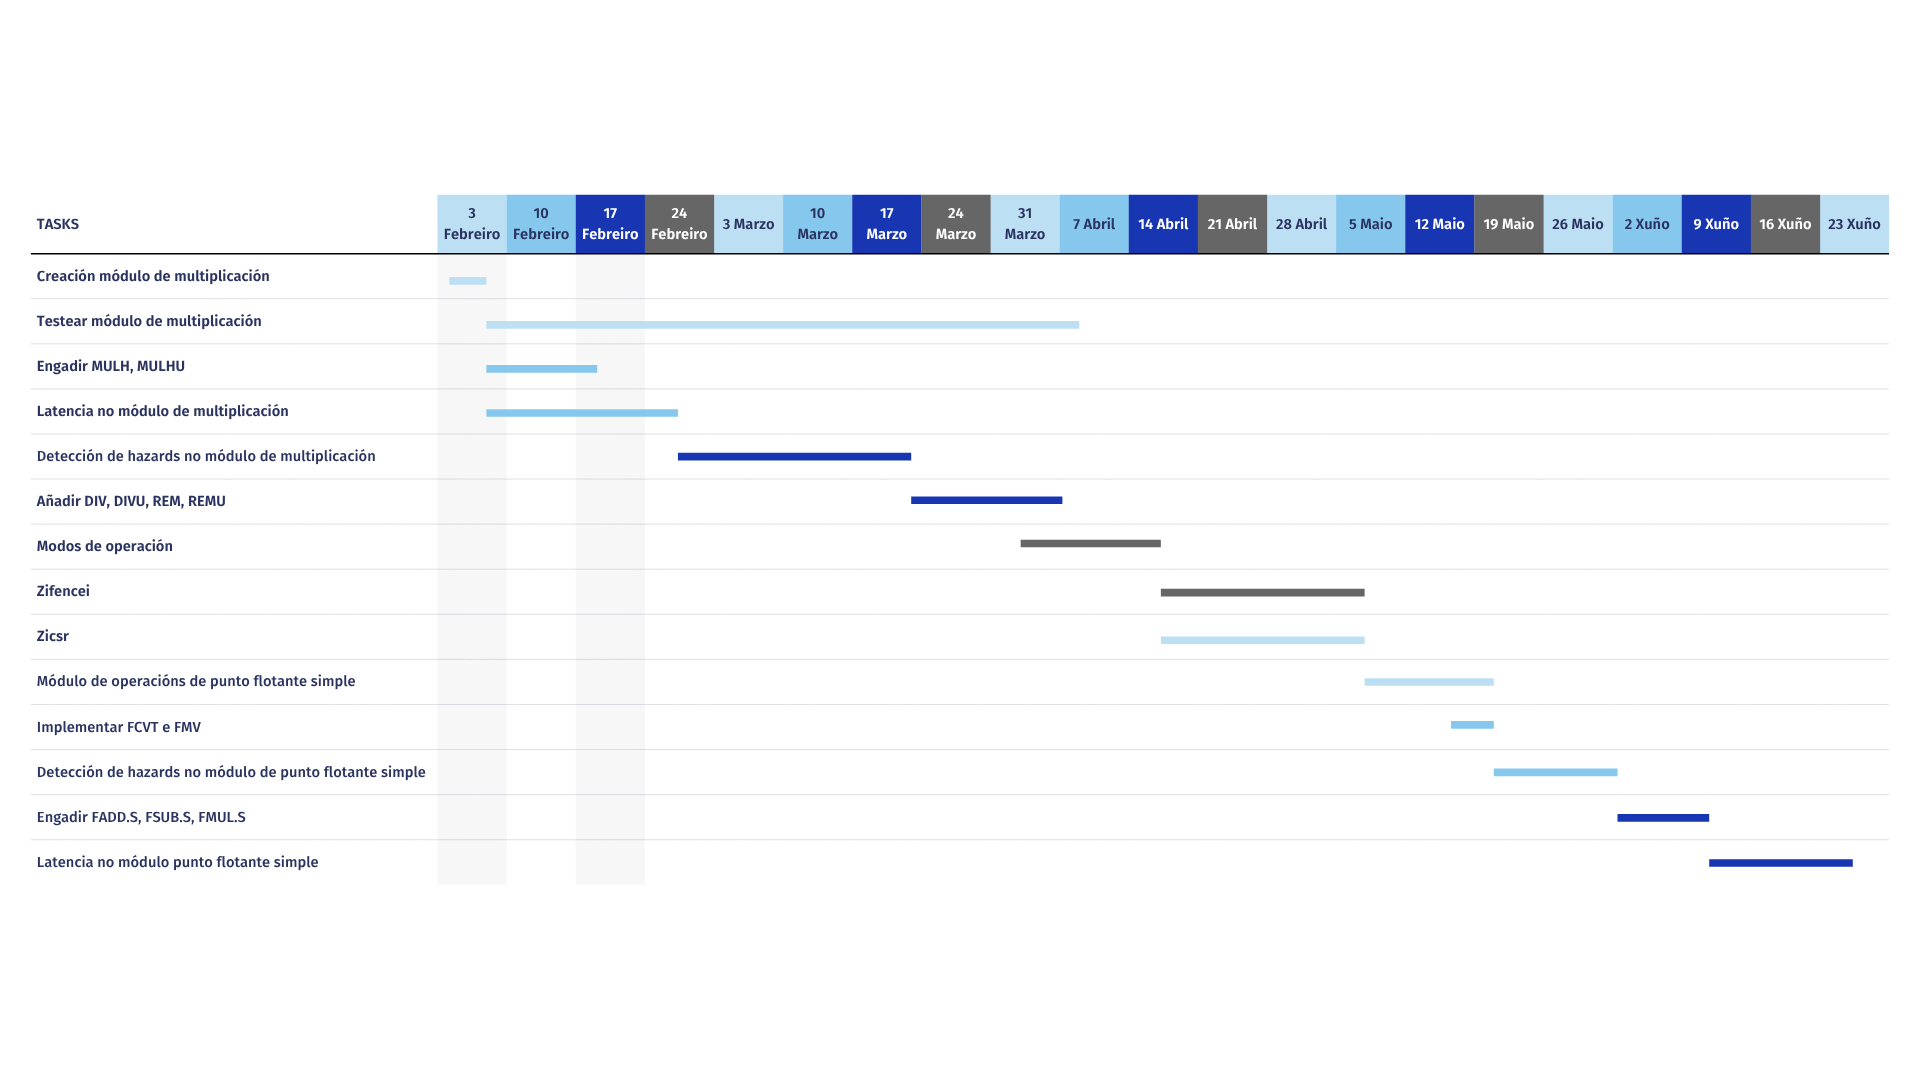 TASKS
3 Febreiro
10 Febreiro
17 Febreiro
24 Febreiro
3 Marzo
10 Marzo
17 Marzo
24 Marzo
31 Marzo
7 Abril
14 Abril
21 Abril
28 Abril
5 Maio
12 Maio
19 Maio
26 Maio
2 Xuño
9 Xuño
16 Xuño
23 Xuño
Creación módulo de multiplicación
Testear módulo de multiplicación
Engadir MULH, MULHU
Latencia no módulo de multiplicación
Detección de hazards no módulo de multiplicación
Añadir DIV, DIVU, REM, REMU
Modos de operación
Zifencei
Zicsr
Módulo de operacións de punto flotante simple
Implementar FCVT e FMV
Detección de hazards no módulo de punto flotante simple
Engadir FADD.S, FSUB.S, FMUL.S
Latencia no módulo punto flotante simple